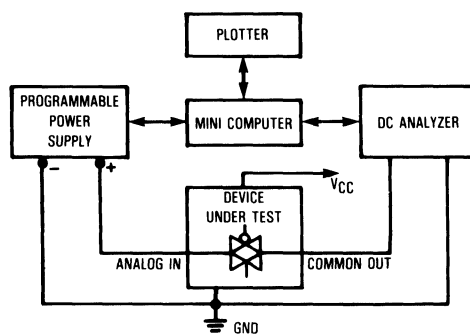 PLOTTER
PROGRAMMABLE
POWER
SUPPLY
MINI COMPUTER
DC ANALYZER
− +
VCC
DEVICE
UNDER TEST
ANALOG IN
COMMON OUT
GND